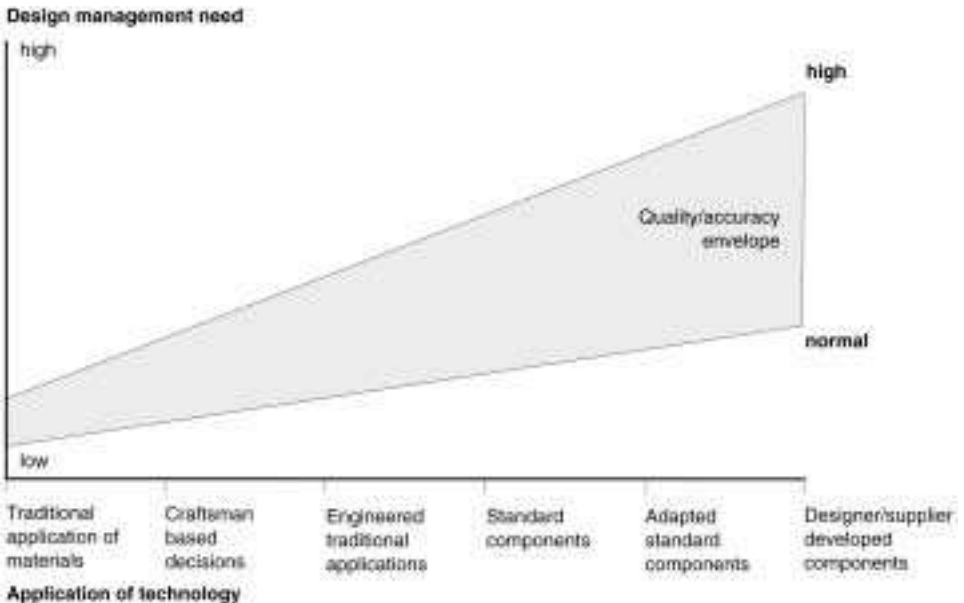 Design management need
high
high
Quality/accuracy
envelope
normal
low
Traditional
application of
materials
Craftsman
based
decisions
Engineered
traditional
applications
Standard
components
Adapted
standard
components
Designer/supplier
developed
components
Application of technology